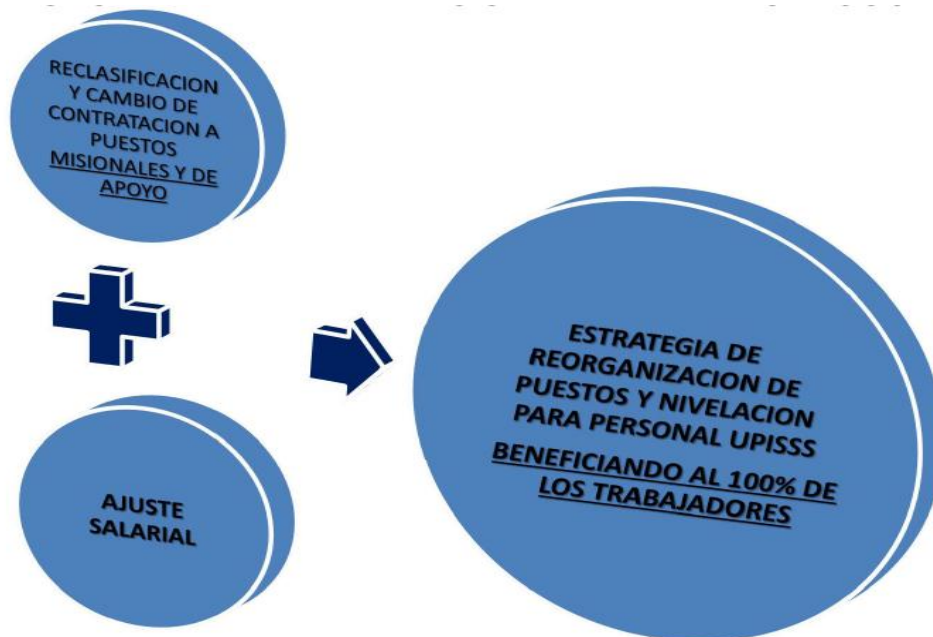 RECLASIFICACION
Y CAMBIO DE
CONTRATACION A
PUESTOS
MISIONALES Y DE
APOYO
AJUSTE
SALARIAL
ESTRATEGIA DE
REORGANIZACION DE
PUESTOS Y NIVELACION
PARA PERSONAL UPISSS
BENEFICIANDO AL 100% DE
LOS TRABAJADORES